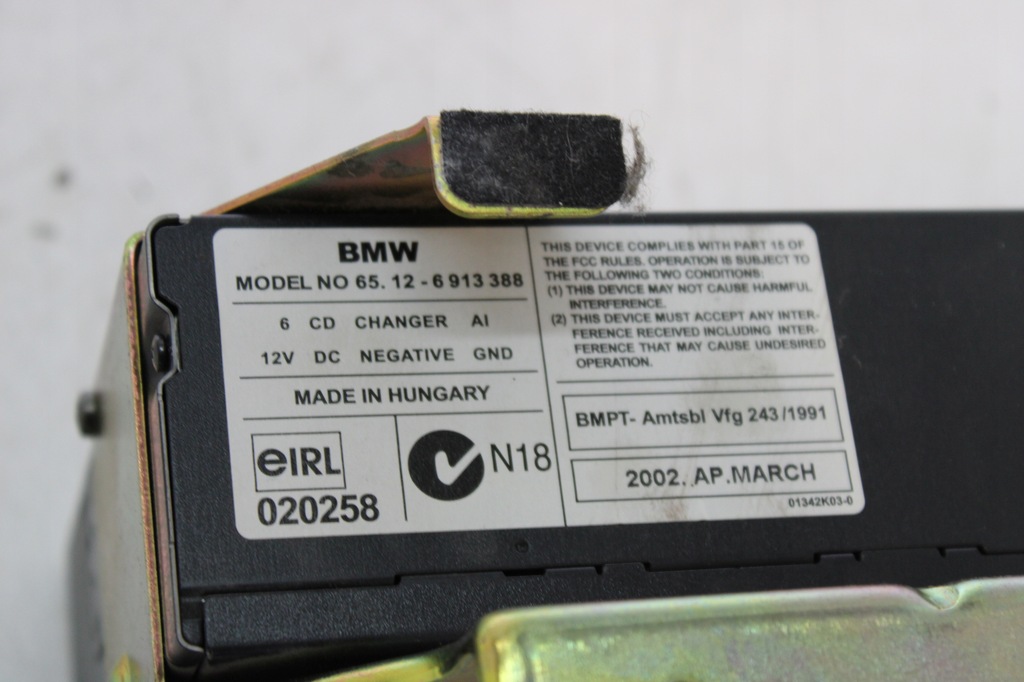 BMW
MODEL NO 65. 12 - 6 913 388
6 CD CHANGER AI
12V DC NEGATIVE GND
MADE IN HUNGARY
eIRL
020258
N18
THIS DEVICE COMPLIES WITH PART 15 OF
THE FCC RULES. OPERATION IS SUBJECT TO
THE FOLLOWING TWO CONDITIONS:
(1) THIS DEVICE MAY NOT CAUSE HARMFUL
INTERFERENCE.
(2) THIS DEVICE MUST ACCEPT ANY INTER-
FERENCE RECEIVED INCLUDING INTER-
FERENCE THAT MAY CAUSE UNDESIRED
OPERATION.
BMPT- Amtsbl Vfg 243/1991
2002. AP.MARCH
01342K03-0